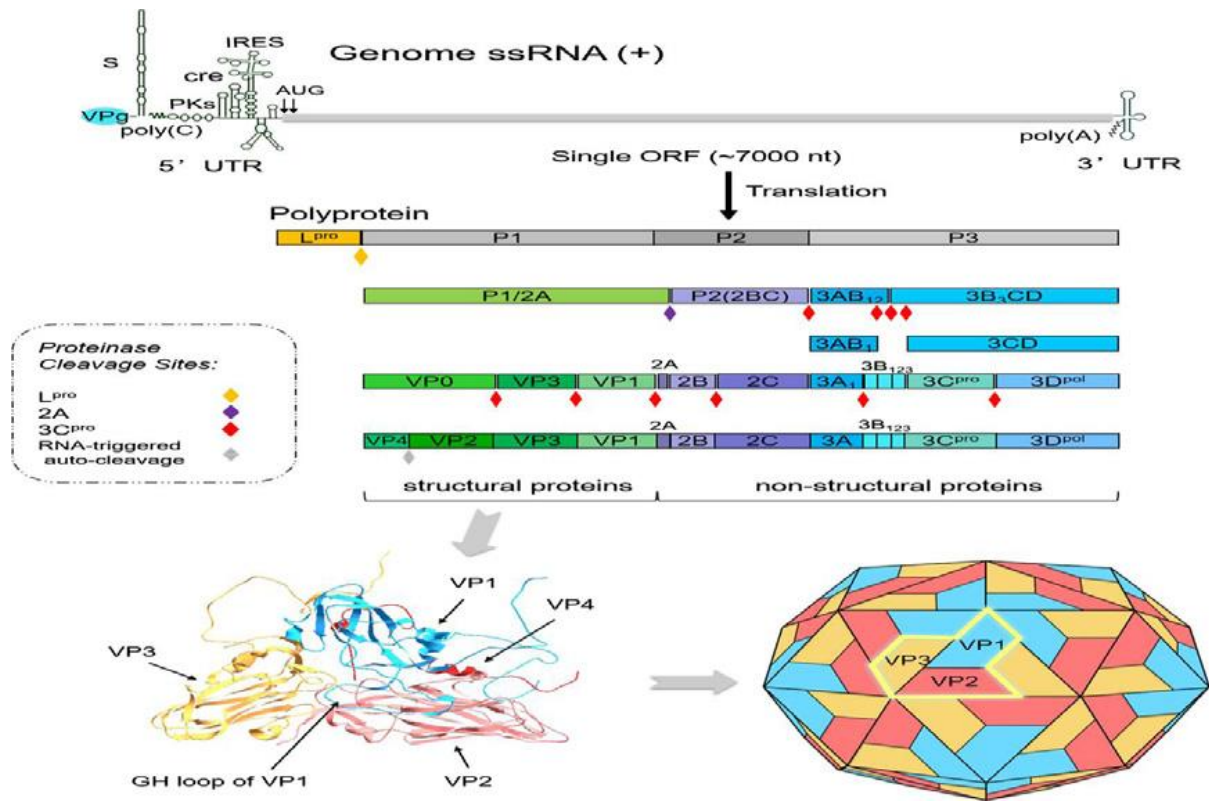 IRES
Genome ssRNA (+)
S
cre
PKs
AUG
VPg
poly(C)
poly(A)
5' UTR
3' UTR
Single ORF (~7000 nt)
Translation
Polyprotein
Lpro P1 P2 P3
P1/2A P2(2BC) 3AB12 3B3CD
3AB1 3CD
Proteinase
Cleavage Sites:
Lpro
2A
3Cpro
RNA-triggered
auto-cleavage
2A 3B123
VP0 VP3 VP1 2B 2C 3A1 3Cpro 3Dpol
2A 3B123
VP4 VP2 VP3 VP1 2B 2C 3A 3Cpro 3Dpol
structural proteins non-structural proteins
VP1
VP4
VP3
GH loop of VP1
VP2
VP1
VP3
VP2